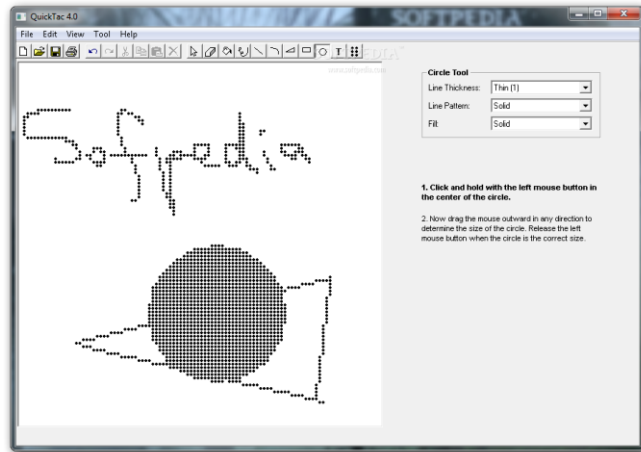 QuickTac 4.0
SOFTPEDIA
File Edit View Tool Help
T
PEDIA
www.softpedia.com
Sofpedia
Circle Tool
Line Thickness: Thin (1)
Line Pattern: Solid
Fill: Solid
1. Click and hold with the left mouse button in
the center of the circle.
2. Now drag the mouse outward in any direction to
determine the size of the circle. Release the left
mouse button when the circle is the correct size.